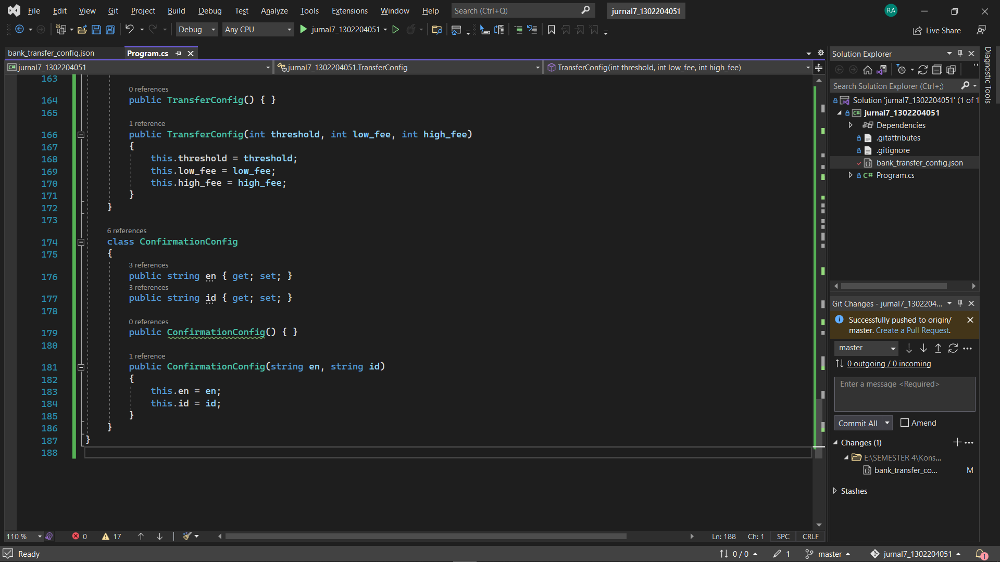 File Edit View Git Project Build Debug Test Analyze Tools Extensions Window Help Search (Ctrl+Q) jurnal7_1302204051 RA
Debug Any CPU jurnal7_1302204051 Live Share
bank_transfer_config.json Program.cs
jurnal7_1302204051 jurnal7_1302204051.TransferConfig TransferConfig(int threshold, int low_fee, int high_fee)
163
0 references
164 public TransferConfig() { }
165
1 reference
166 public TransferConfig(int threshold, int low_fee, int high_fee)
167 {
168 this.threshold = threshold;
169 this.low_fee = low_fee;
170 this.high_fee = high_fee;
171 }
172 }
173
6 references
174 class ConfirmationConfig
175 {
3 references
176 public string en { get; set; }
3 references
177 public string id { get; set; }
178
0 references
179 public ConfirmationConfig() { }
180
1 reference
181 public ConfirmationConfig(string en, string id)
182 {
183 this.en = en;
184 this.id = id;
185 }
186 }
187 }
188
110 % 0 17 Ln: 188 Ch: 1 SPC CRLF
Solution Explorer
Search Solution Explorer (Ctrl+;)
Solution 'jurnal7_1302204051' (1 of 1
C# jurnal7_1302204051
Dependencies
.gitattributes
.gitignore
bank_transfer_config.json
C# Program.cs
Diagnostic Tools
Git Changes - jurnal7_1302204...
Successfully pushed to origin/
master. Create a Pull Request.
master
0 outgoing / 0 incoming
Enter a message <Required>
Commit All Amend
Changes (1)
E:\SEMESTER 4\Kons...
bank_transfer_co... M
Stashes
Ready 0 / 0 1 master jurnal7_1302204051 1